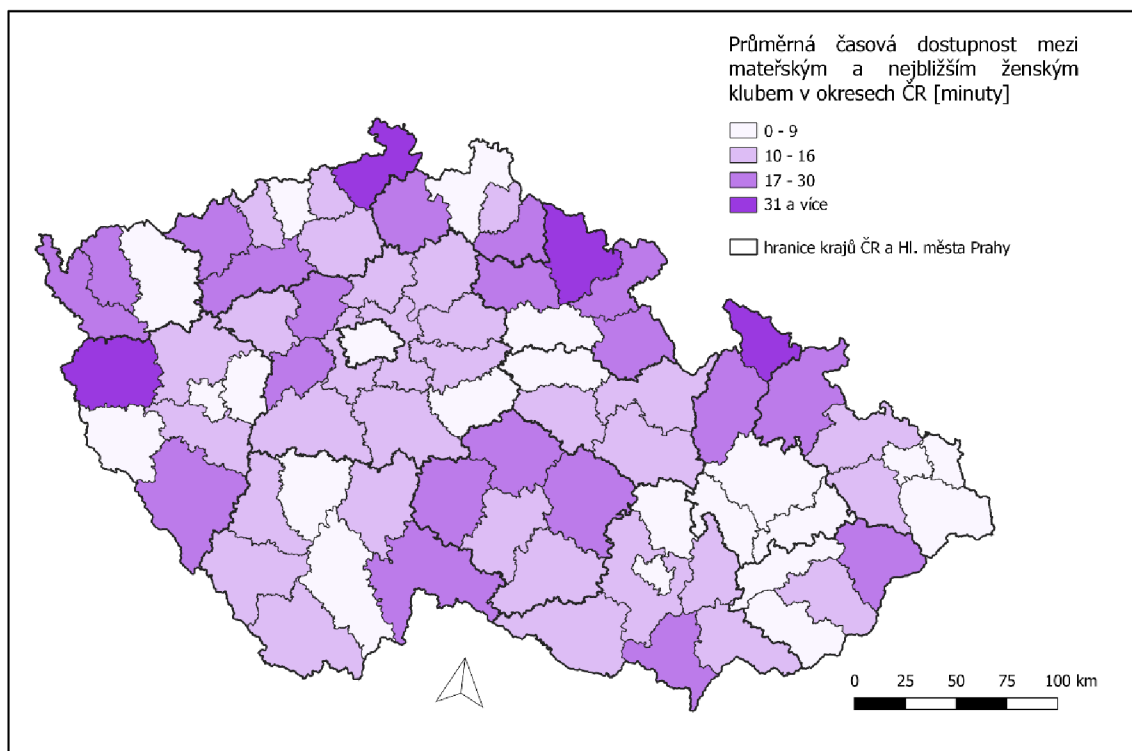 Průměrná časová dostupnost mezi
mateřským a nejbližším ženským
klubem v okresech ČR [minuty]
0 - 9
10 - 16
17 - 30
31 a více
hranice krajů ČR a Hl. města Prahy
0 25 50 75 100 km